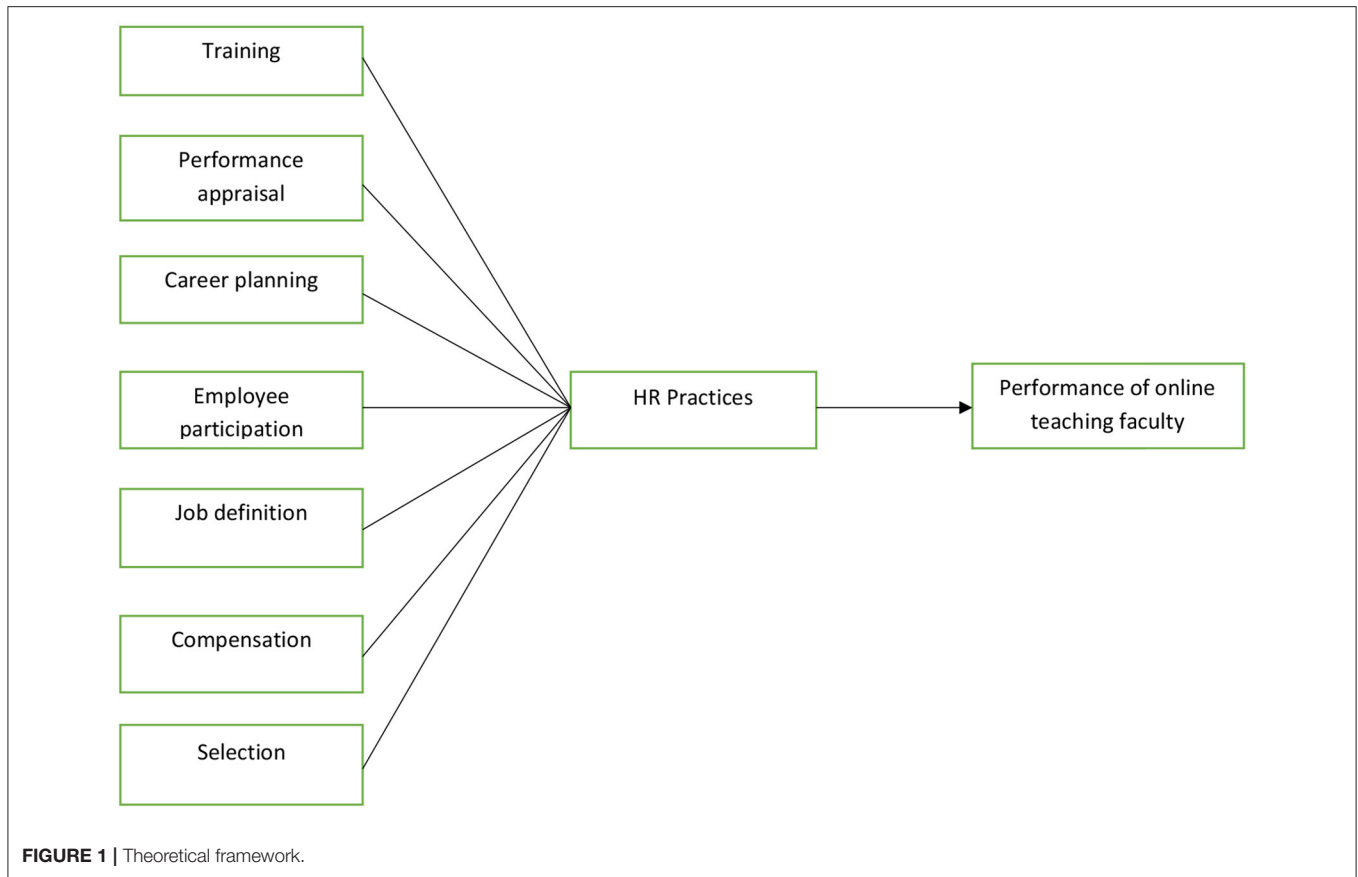 Training
Performance
appraisal
Career planning
Employee
participation
Job definition
Compensation
Selection
HR Practices
Performance of online
teaching faculty
FIGURE 1 | Theoretical framework.